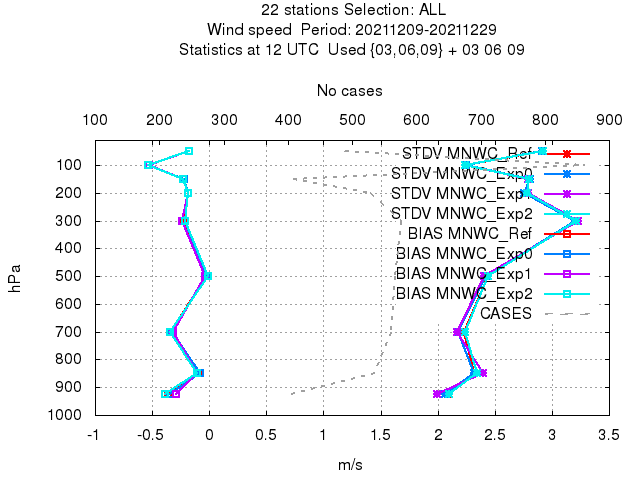 22 stations Selection: ALL
Wind speed  Period: 20211209-20211229
Statistics at 12 UTC  Used {03,06,09} + 03 06 09
No cases
100 200 300 400 500 600 700 800 900
STDV MNWC_Ref
100
STDV MNWC_Exp0
200
STDV MNWC_Exp1
STDV MNWC_Exp2
300
BIAS MNWC_Ref
400
BIAS MNWC_Exp0
500
BIAS MNWC_Exp1
BIAS MNWC_Exp2
600
CASES
700
800
900
1000
hPa
-1 -0.5 0 0.5 1 1.5 2 2.5 3 3.5
m/s